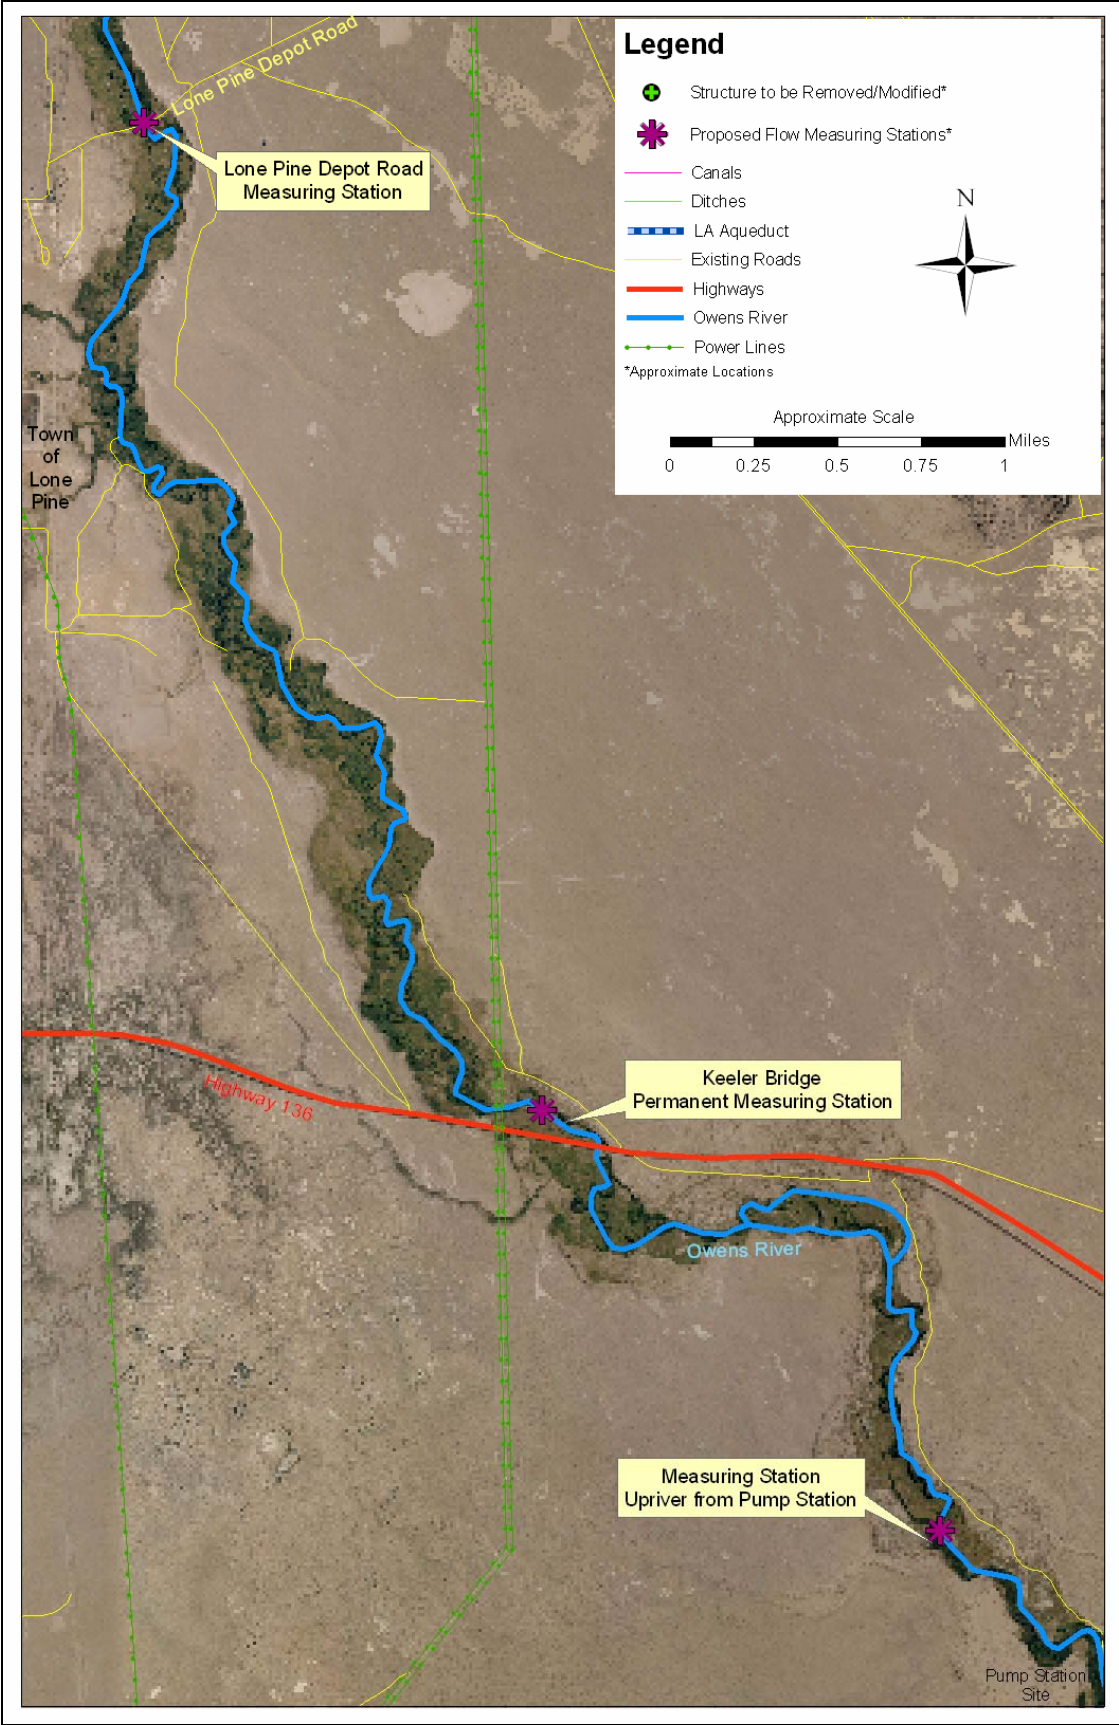 Lone Pine Depot Road
Lone Pine Depot Road
Measuring Station
Legend
Structure to be Removed/Modified*
Proposed Flow Measuring Stations*
Canals
Ditches
LA Aqueduct
Existing Roads
Highways
Owens River
Power Lines
*Approximate Locations
N
Approximate Scale
Miles
0 0.25 0.5 0.75 1
Town
of
Lone
Pine
Highway 136
Keeler Bridge
Permanent Measuring Station
Owens River
Measuring Station
Upriver from Pump Station
Pump Station
Site